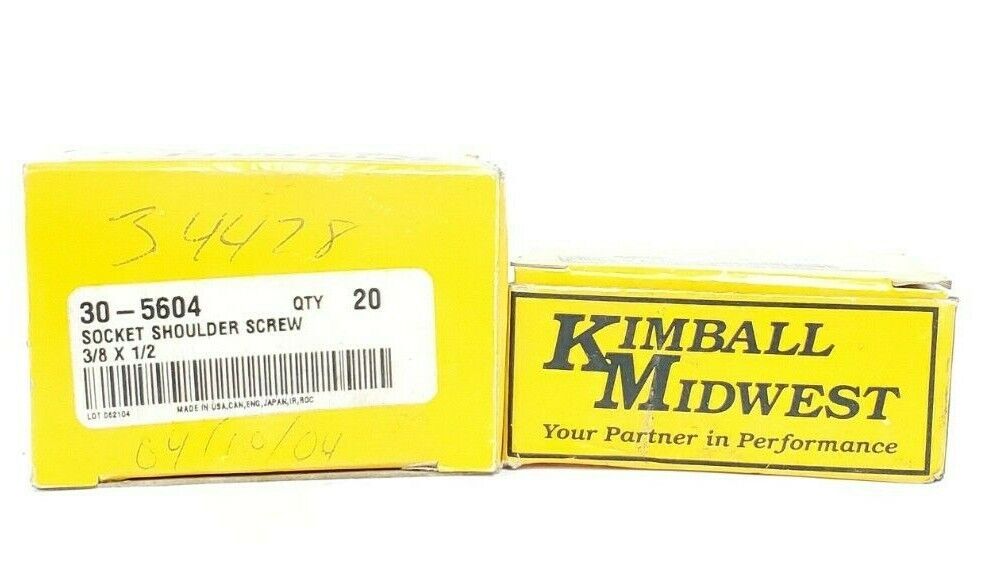 34478
30-5604 QTY 20
SOCKET SHOULDER SCREW
3/8 X 1/2
LOT 062104 MADE IN USA,CAN,ENG,JAPAN,IR,ROC
04/10/04
KIMBALL
MIDWEST
Your Partner in Performance